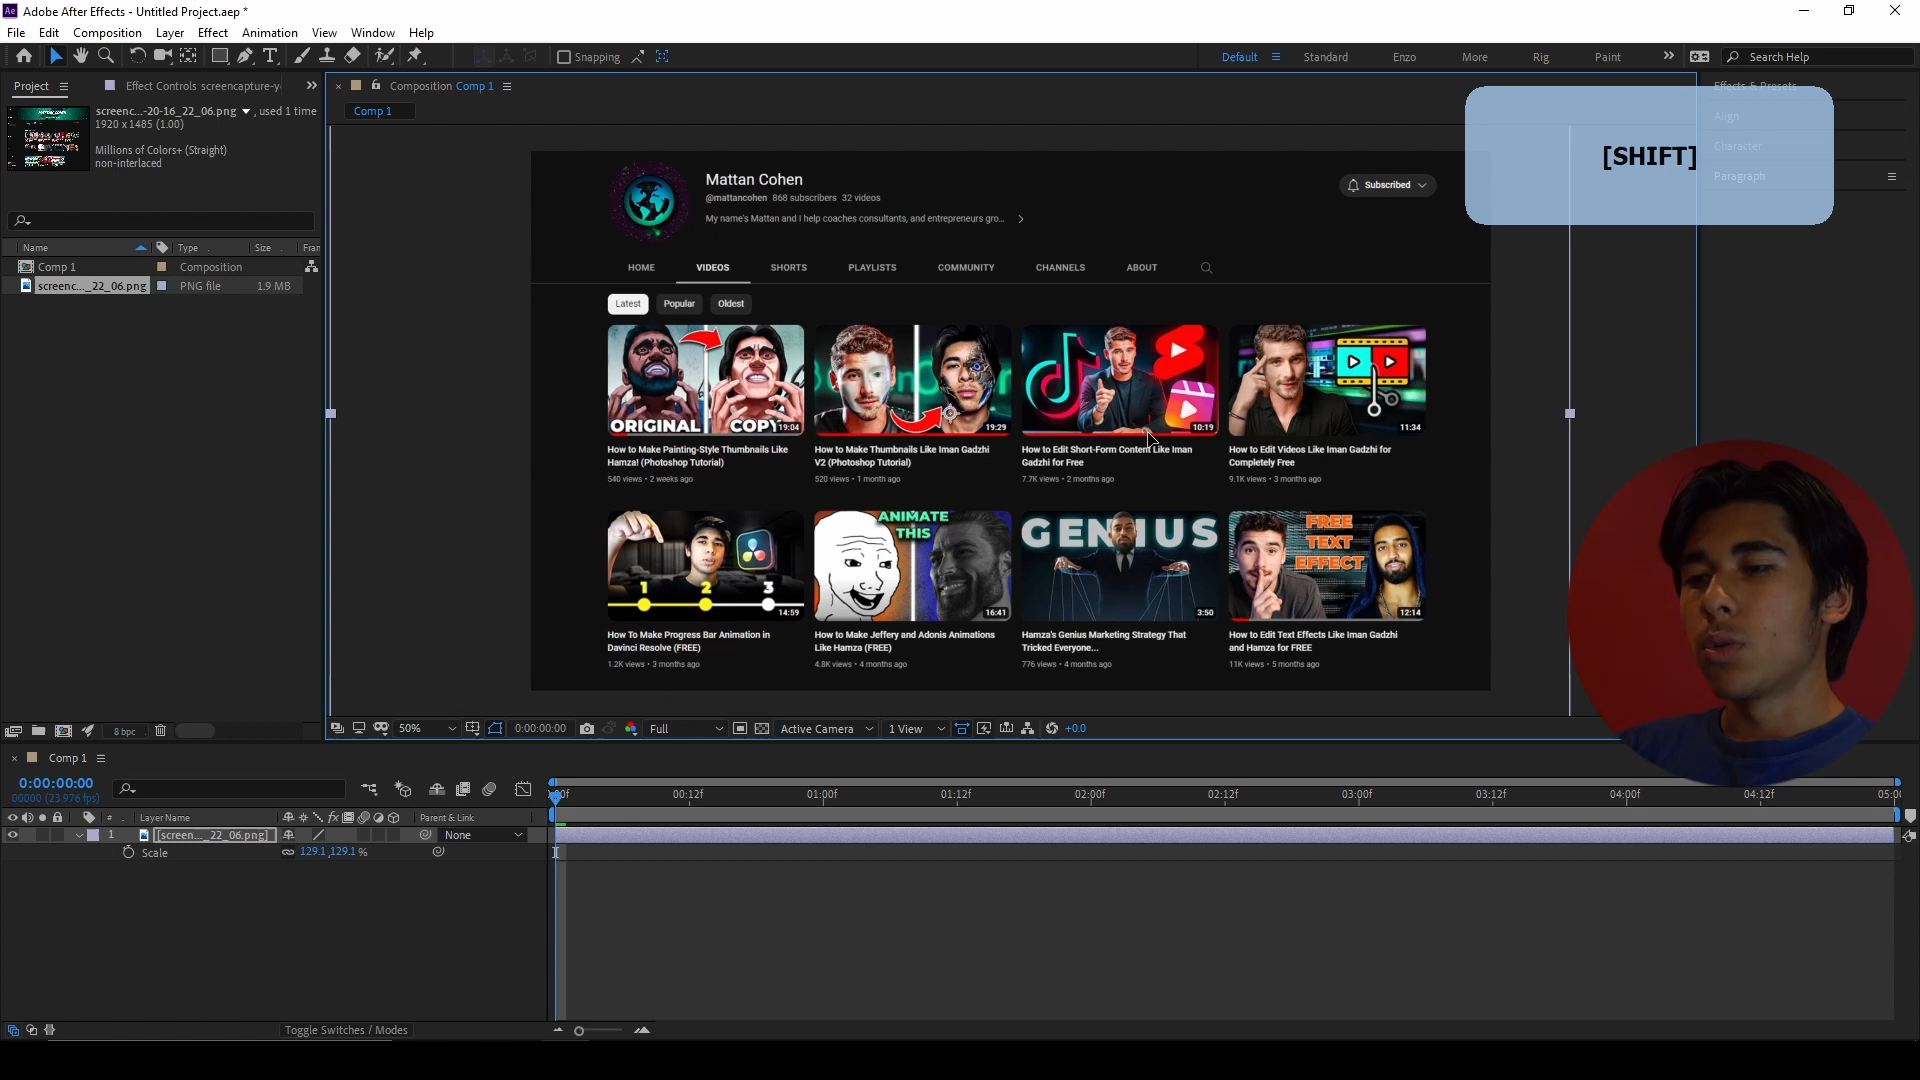 Adobe After Effects - Untitled Project.aep *
File Edit Composition Layer Effect Animation View Window Help
Snapping
Default Standard Enzo More Rig Paint Search Help
Project Effect Controls screencapture-y
screenc...-20-16_22_06.png , used 1 time
1920 x 1485 (1.00)
Millions of Colors+ (Straight)
non-interlaced
Name Type Size Fran
Comp 1 Composition
screenc..._22_06.png PNG file 1.9 MB
8 bpc
Composition Comp 1
Comp 1
Mattan Cohen
@mattancohen 868 subscribers 32 videos
My name's Mattan and I help coaches consultants, and entrepreneurs gro...
Subscribed
HOME VIDEOS SHORTS PLAYLISTS COMMUNITY CHANNELS ABOUT
Latest Popular Oldest
ORIGINAL COPY 19:04
19:29
10:19
11:34
How to Make Painting-Style Thumbnails Like
Hamza! (Photoshop Tutorial)
540 views • 2 weeks ago
How to Make Thumbnails Like Iman Gadzhi
V2 (Photoshop Tutorial)
520 views • 1 month ago
How to Edit Short-Form Content Like Iman
Gadzhi for Free
7.7K views • 2 months ago
How to Edit Videos Like Iman Gadzhi for
Completely Free
9.1K views • 3 months ago
1 2 3
14:59
ANIMATE
THIS
16:41
GENIUS
3:50
FREE
TEXT
EFFECT
12:14
How To Make Progress Bar Animation in
Davinci Resolve (FREE)
1.2K views • 3 months ago
How to Make Jeffery and Adonis Animations
Like Hamza (FREE)
4.8K views • 4 months ago
Hamza's Genius Marketing Strategy That
Tricked Everyone...
776 views • 4 months ago
How to Edit Text Effects Like Iman Gadzhi
and Hamza for FREE
11K views • 5 months ago
[SHIFT]
Effects & Presets
Align
Character
Paragraph
50% 0:00:00:00 Full Active Camera 1 View +0.0
Comp 1
0:00:00:00
00000 (23.976 fps)
:00f 00:12f 01:00f 01:12f 02:00f 02:12f 03:00f 03:12f 04:00f 04:12f 05:00
# Layer Name fx Parent & Link
1 [screen..._22_06.png] None
Scale 129.1,129.1 %
Toggle Switches / Modes